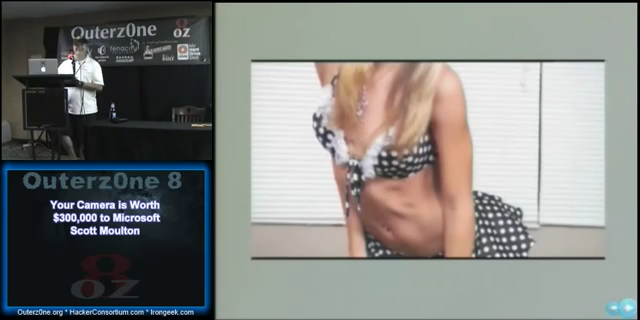 Outerz0ne
OZ
tenacity
Outerz0ne 8
Your Camera is Worth
$300,000 to Microsoft
Scott Moulton
OZ
Outerz0ne.org * HackerConsortium.com * Irongeek.com